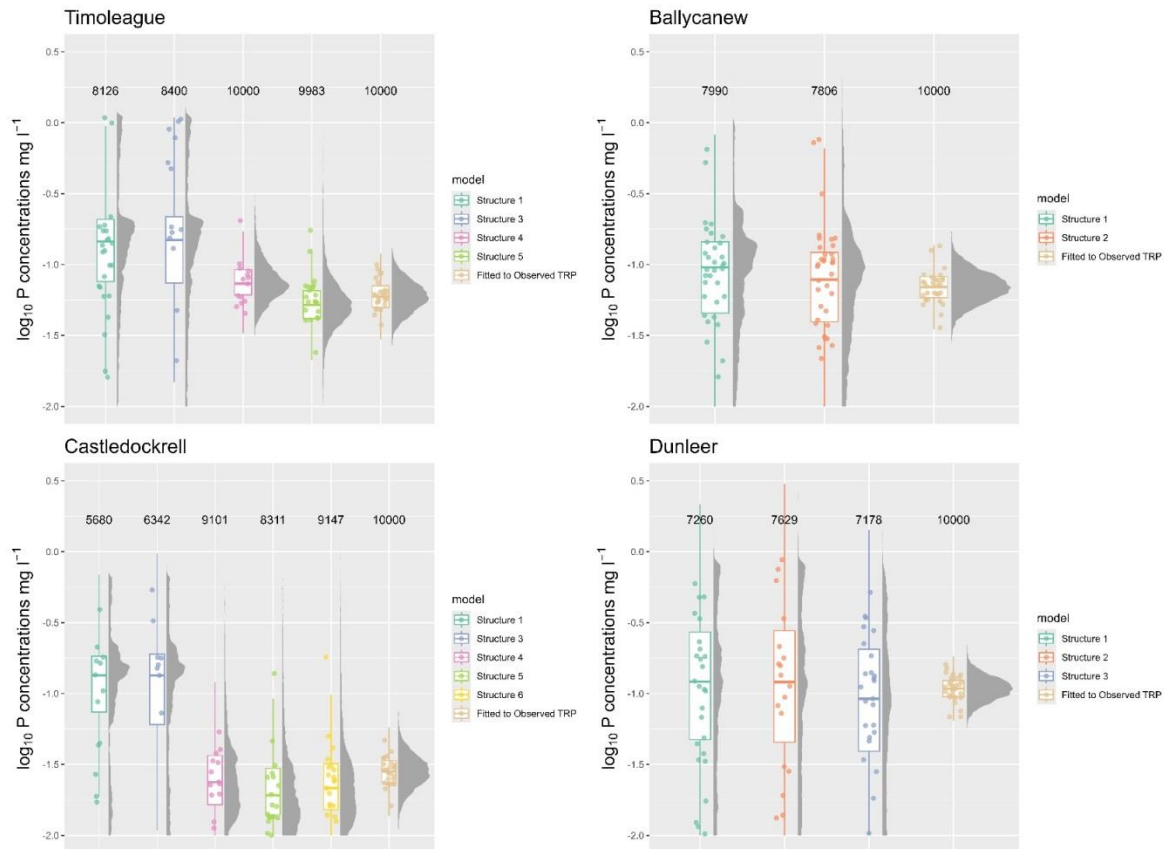 Timoleague
log₁₀ P concentrations mg l⁻¹
0.5
0.0
-0.5
-1.0
-1.5
-2.0
8126 8400 10000 9983 10000
model
Structure 1
Structure 3
Structure 4
Structure 5
Fitted to Observed TRP
Ballycanew
log₁₀ P concentrations mg l⁻¹
0.5
0.0
-0.5
-1.0
-1.5
-2.0
7990 7806 10000
model
Structure 1
Structure 2
Fitted to Observed TRP
Castledockrell
log₁₀ P concentrations mg l⁻¹
0.5
0.0
-0.5
-1.0
-1.5
-2.0
5680 6342 9101 8311 9147 10000
model
Structure 1
Structure 3
Structure 4
Structure 5
Structure 6
Fitted to Observed TRP
Dunleer
log₁₀ P concentrations mg l⁻¹
0.5
0.0
-0.5
-1.0
-1.5
-2.0
7260 7629 7178 10000
model
Structure 1
Structure 2
Structure 3
Fitted to Observed TRP